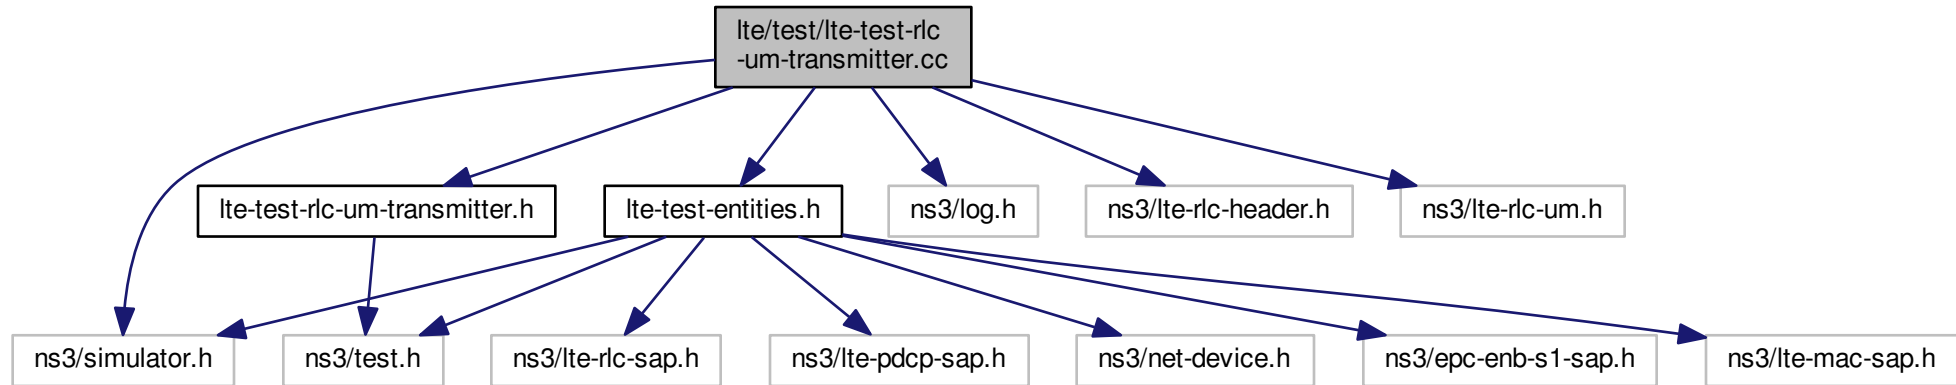 lte/test/lte-test-rlc
-um-transmitter.cc
lte-test-rlc-um-transmitter.h
lte-test-entities.h
ns3/log.h
ns3/lte-rlc-header.h
ns3/lte-rlc-um.h
ns3/simulator.h
ns3/test.h
ns3/lte-rlc-sap.h
ns3/lte-pdcp-sap.h
ns3/net-device.h
ns3/epc-enb-s1-sap.h
ns3/lte-mac-sap.h